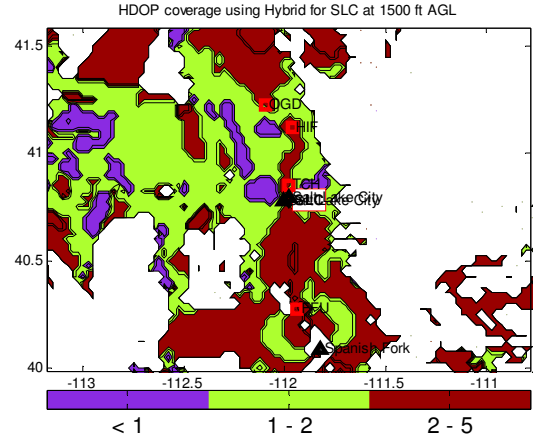 HDOP coverage using Hybrid for SLC at 1500 ft AGL
41.5
OGD
HIF
41
TCH
Salt Lake City
40.5
Spanish Fork
40
-113 -112.5 -112 -111.5 -111
< 1 1 - 2 2 - 5